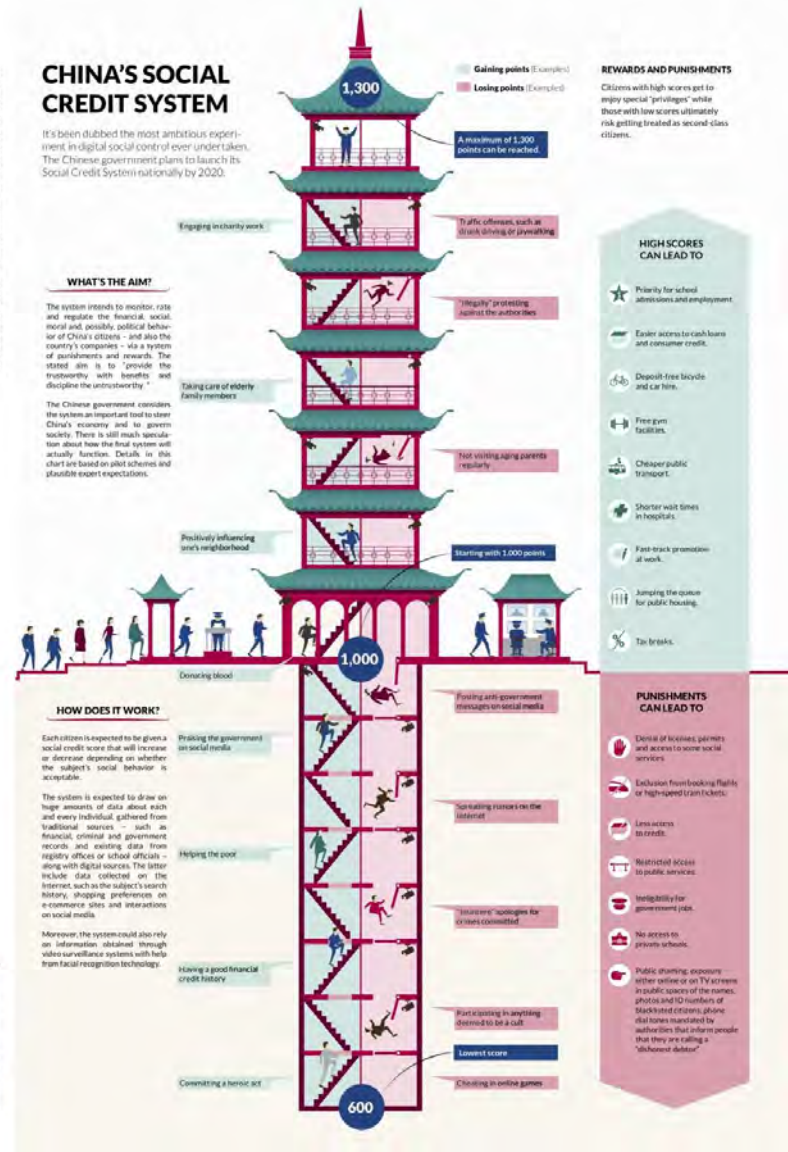 CHINA'S SOCIAL
CREDIT SYSTEM
It's been dubbed the most ambitious experi-
ment in digital social control ever undertaken.
The Chinese government plans to launch its
Social Credit System nationally by 2020.
1,300
Gaining points (Examples)
Losing points (Examples)
A maximum of 1,300
points can be reached.
REWARDS AND PUNISHMENTS
Citizens with high scores get to
enjoy special "privileges" while
those with low scores ultimately
risk getting treated as second-class
citizens.
WHAT'S THE AIM?
The system intends to monitor, rate
and regulate the financial, social,
moral and, possibly, political behav-
ior of China's citizens – and also the
country's companies – via a system
of punishments and rewards. The
stated aim is to "provide the
trustworthy with benefits and
discipline the untrustworthy."
The Chinese government considers
the system an important tool to steer
China's economy and to govern
society. There is still much specula-
tion about how the final system will
actually function. Details in this
chart are based on pilot schemes and
plausible expert expectations.
Engaging in charity work
Traffic offenses, such as
drunk driving or jaywalking
"Illegally" protesting
against the authorities
Taking care of elderly
family members
Not visiting aging parents
regularly
Positively influencing
one's neighborhood
Starting with 1,000 points
1,000
Donating blood
HOW DOES IT WORK?
Each citizen is expected to be given a
social credit score that will increase
or decrease depending on whether
the subject's social behavior is
acceptable.
The system is expected to draw on
huge amounts of data about each
and every individual, gathered from
traditional sources – such as
financial, criminal and government
records and existing data from
registry offices or school officials –
along with digital sources. The latter
include data collected on the
Internet, such as the subject's search
history, shopping preferences on
e-commerce sites and interactions
on social media.
Moreover, the system could also rely
on information obtained through
video surveillance systems with help
from facial recognition technology.
Posting anti-government
messages on social media
Praising the government
on social media
Spreading rumors on the
internet
Helping the poor
"Insincere" apologies for
crimes committed
Having a good financial
credit history
Participating in anything
deemed to be a cult
Lowest score
Committing a heroic act
Cheating in online games
600
HIGH SCORES
CAN LEAD TO
Priority for school
admissions and employment
Easier access to cash loans
and consumer credit.
Deposit-free bicycle
and car hire.
Free gym
facilities.
Cheaper public
transport.
Shorter wait times
in hospitals.
Fast-track promotion
at work.
Jumping the queue
for public housing.
Tax breaks.
PUNISHMENTS
CAN LEAD TO
Denial of licenses, permits
and access to some social
services.
Exclusion from booking flights
or high-speed train tickets.
Less access
to credit.
Restricted access
to public services.
Ineligibility for
government jobs.
No access to
private schools.
Public shaming, exposure
either online or on TV screens
in public spaces of the names,
photos and ID numbers of
blacklisted citizens; phone
dial tones mandated by
authorities that inform people
that they are calling a
"dishonest debtor"